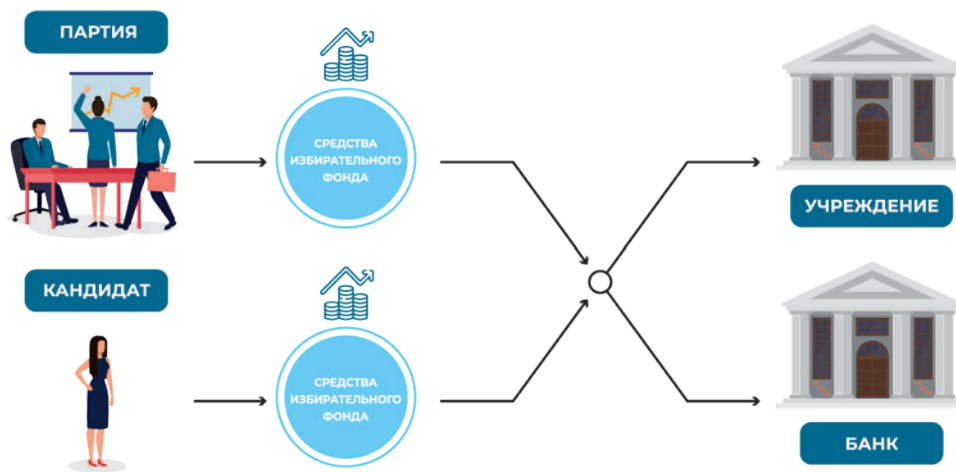 ПАРТИЯ
СРЕДСТВА
ИЗБИРАТЕЛЬНОГО
ФОНДА
УЧРЕЖДЕНИЕ
КАНДИДАТ
СРЕДСТВА
ИЗБИРАТЕЛЬНОГО
ФОНДА
БАНК